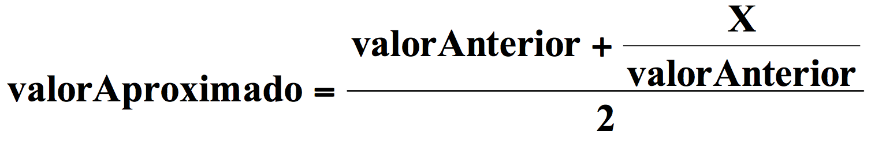 valorAproximado = valorAnterior + X
valorAnterior
2